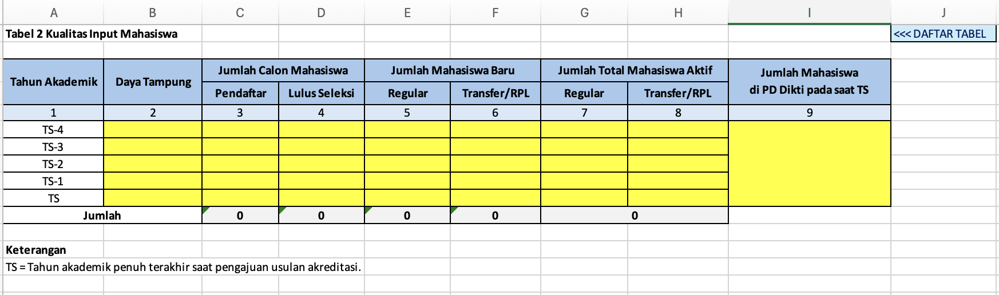 A B C D E F G H I J
Tabel 2 Kualitas Input Mahasiswa
<<< DAFTAR TABEL
Tahun Akademik
Daya Tampung
Jumlah Calon Mahasiswa
Jumlah Mahasiswa Baru
Jumlah Total Mahasiswa Aktif
Jumlah Mahasiswa
di PD Dikti pada saat TS
Pendaftar
Lulus Seleksi
Regular
Transfer/RPL
Regular
Transfer/RPL
1 2 3 4 5 6 7 8 9
TS-4
TS-3
TS-2
TS-1
TS
Jumlah 0 0 0 0 0
Keterangan
TS = Tahun akademik penuh terakhir saat pengajuan usulan akreditasi.